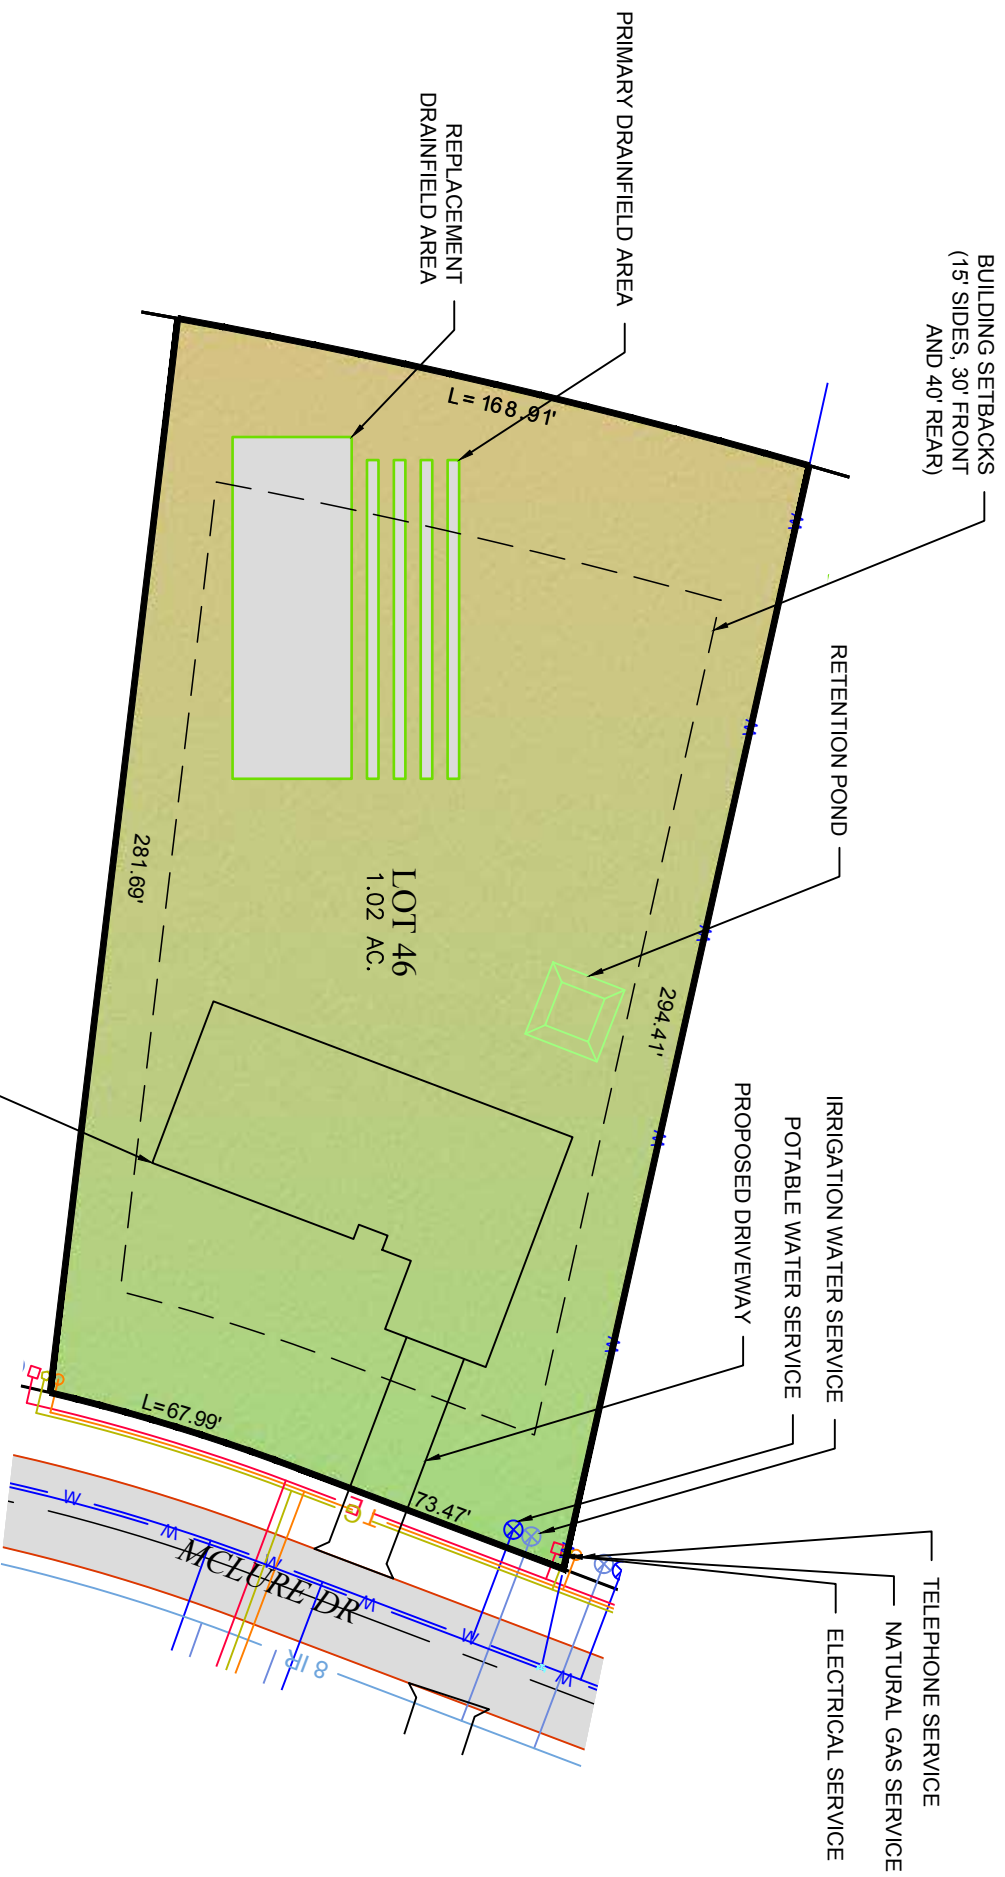 BUILDING SETBACKS
(15' SIDES, 30' FRONT
AND 40' REAR)
PRIMARY DRAINFIELD AREA
REPLACEMENT
DRAINFIELD AREA
L= 168.91'
RETENTION POND
LOT 46
1.02 AC.
281.69'
294.41'
IRRIGATION WATER SERVICE
POTABLE WATER SERVICE
PROPOSED DRIVEWAY
L=67.99'
73.47'
TELEPHONE SERVICE
NATURAL GAS SERVICE
ELECTRICAL SERVICE
MCLURE DR
8 IR
W
W
W
W
W
W
W
W
W
W
W
E
T
G